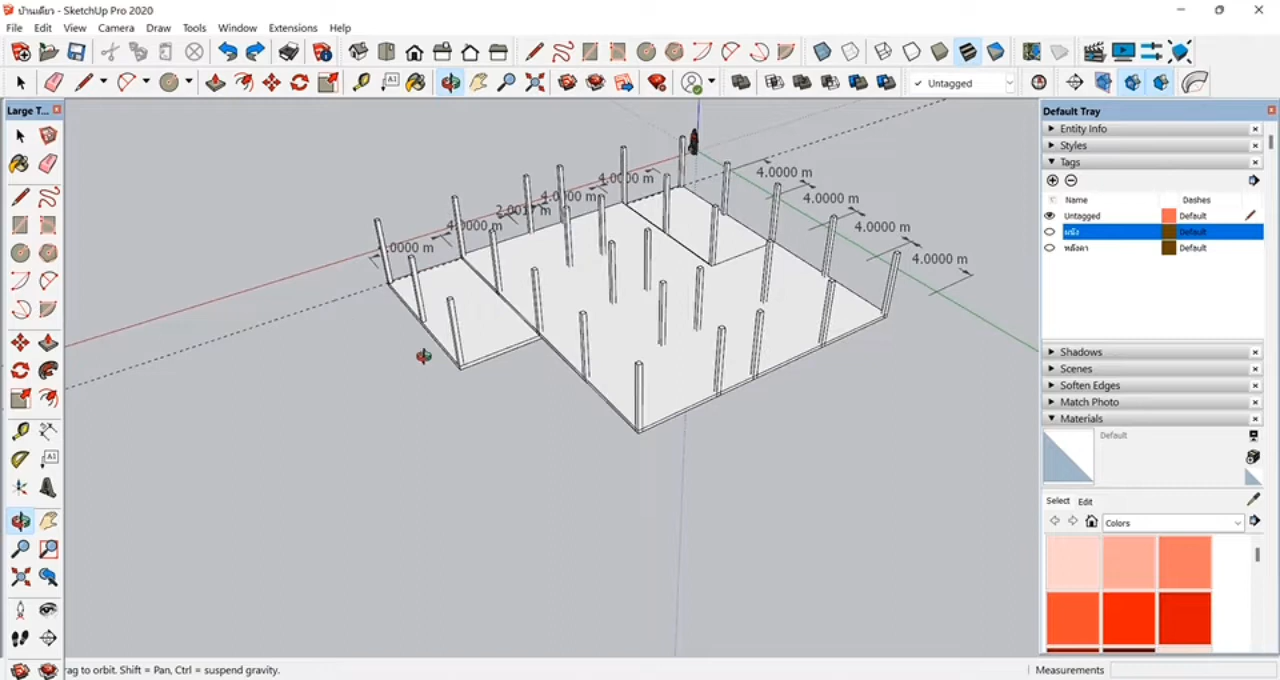 บ้านเดี่ยว - SketchUp Pro 2020
File Edit View Camera Draw Tools Window Extensions Help
Untagged
Large T...
Default Tray
Entity Info
Styles
Tags
Name Dashes
Untagged Default
ผนัง Default
หลังคา Default
Shadows
Scenes
Soften Edges
Match Photo
Materials
Default
Select Edit
Colors
4.0000 m
4.0000 m
4.0000 m
4.0000 m
4.0000 m
4.0000 m
4.0000 m
.0000 m
A1
A1
rag to orbit. Shift = Pan, Ctrl = suspend gravity.
Measurements